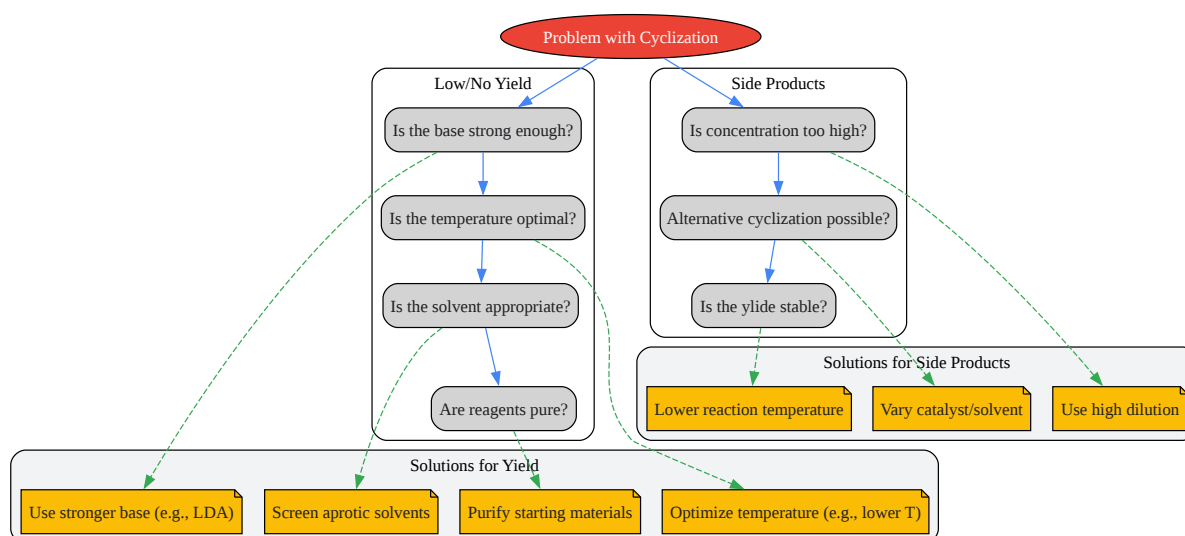 Problem with Cyclization
Low/No Yield
Side Products
Is the base strong enough?
Is concentration too high?
Is the temperature optimal?
Alternative cyclization possible?
Is the solvent appropriate?
Is the ylide stable?
Solutions for Side Products
Are reagents pure?
Lower reaction temperature
Vary catalyst/solvent
Use high dilution
Solutions for Yield
Use stronger base (e.g., LDA)
Screen aprotic solvents
Purify starting materials
Optimize temperature (e.g., lower T)